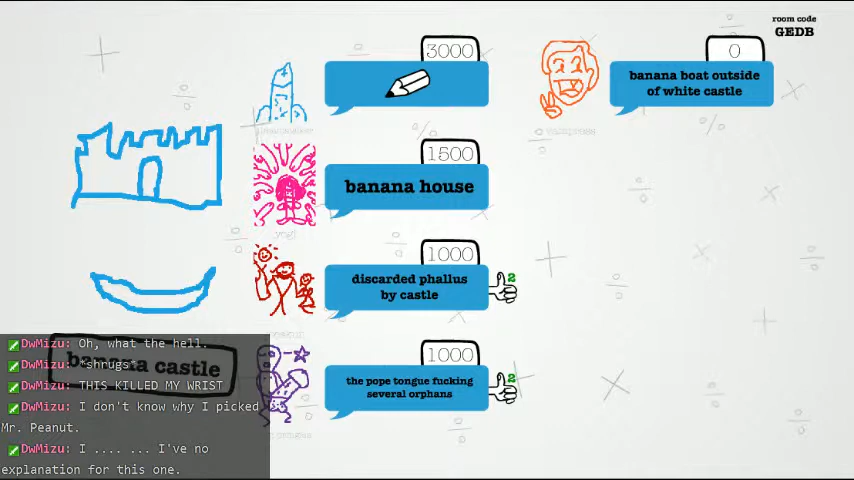 room code
GEDB
3000
0
banana boat outside
of white castle
1500
banana house
yogi
1000
discarded phallus
by castle
2
1000
the pope tongue fucking
several orphans
2
banana castle
DwMizu: Oh, what the hell.
DwMizu: *shrugs*
DwMizu: THIS KILLED MY WRIST
DwMizu: I don't know why I picked
Mr. Peanut.
DwMizu: I .... ... I've no
explanation for this one.